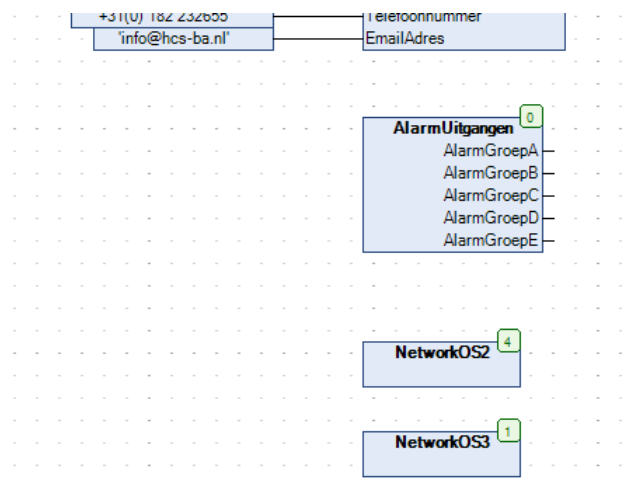 +31(0) 182 232655 Telefoonnummer
'info@hcs-ba.nl' EmailAdres
0
AlarmUitgangen
AlarmGroepA
AlarmGroepB
AlarmGroepC
AlarmGroepD
AlarmGroepE
4
NetworkOS2
1
NetworkOS3